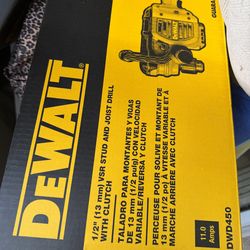 DEWALT
1/2" (13 mm) VSR STUD AND JOIST DRILL
WITH CLUTCH
TALADRO PARA MONTANTES Y VIGAS
DE 13 mm (1/2 pulg) CON VELOCIDAD
VARIABLE/REVERSA Y CLUTCH
PERCEUSE POUR SOLIVE ET MONTANT DE
13 mm (1/2 po) À VITESSE VARIABLE ET À
MARCHE ARRIÈRE AVEC CLUTCH
11.0
Amps
DWD450
GUARA